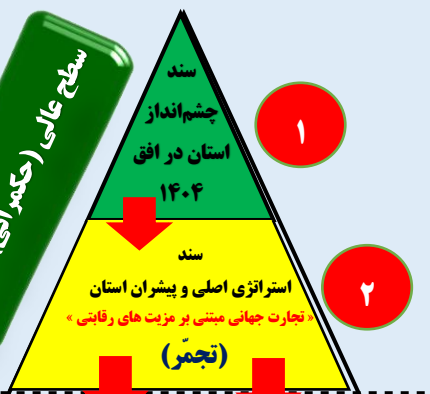 سطح عالی (حکمرانی)
سند
چشم‌انداز
استان در افق
۱۴۰۴
۱
سند
استراتژی اصلی و پیشران استان
« تجارت جهانی مبتنی بر مزیت های رقابتی »
(تجمّر)
۲